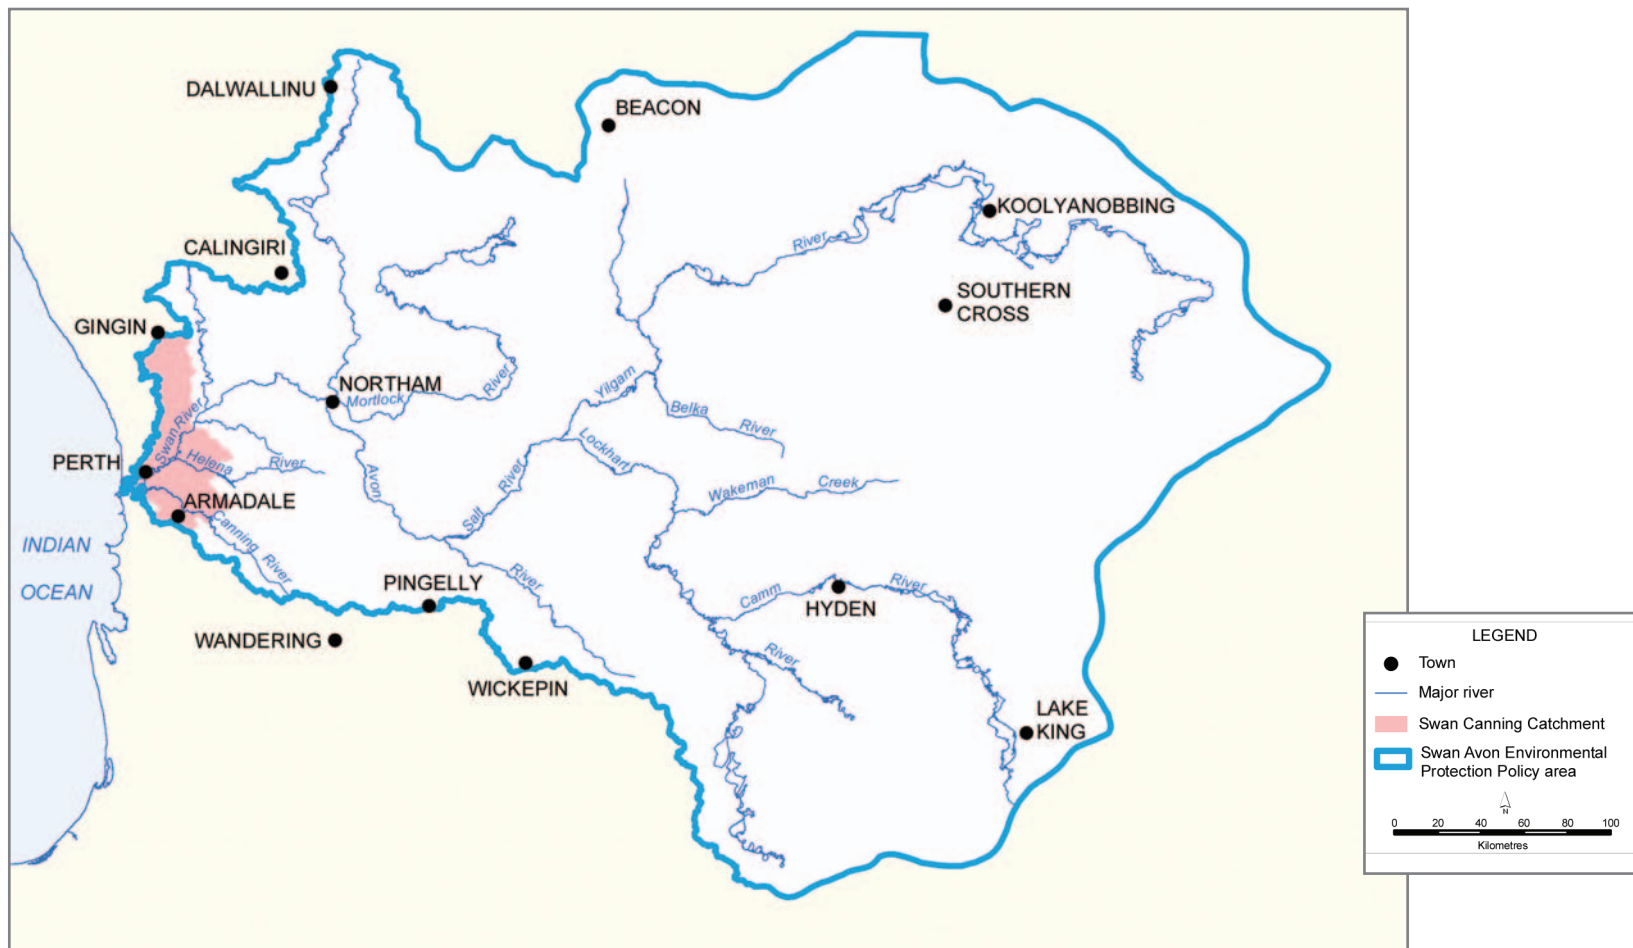 DALWALLINU
BEACON
KOOLYANOBBING
River
CALINGIRI
SOUTHERN
CROSS
GINGIN
NORTHAM
Mortlock
River
Yilgarn
Belka
River
Swan River
Lockhart
PERTH
Helena
River
Avon
River
Salt
Wakeman
Creek
ARMADALE
Canning
River
INDIAN
OCEAN
PINGELLY
River
Camm
River
HYDEN
WANDERING
River
WICKEPIN
LAKE
KING
LEGEND
Town
Major river
Swan Canning Catchment
Swan Avon Environmental
Protection Policy area
N
0 20 40 60 80 100
Kilometres